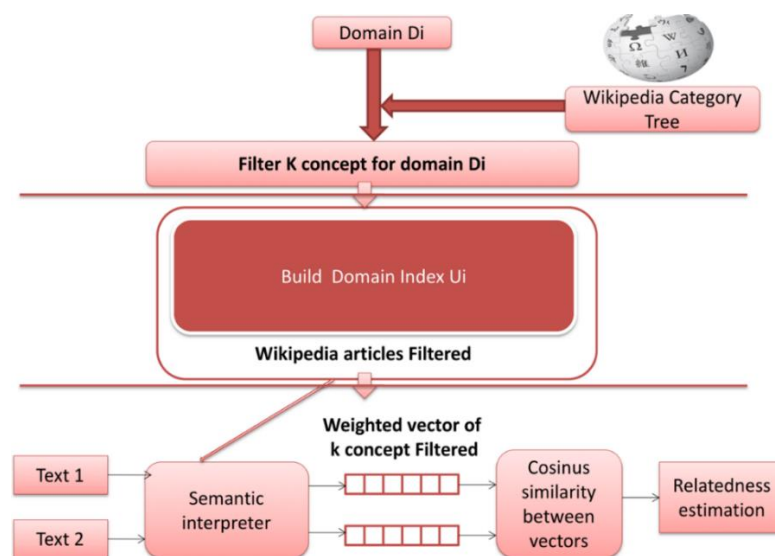 Domain Di
Ω W И
Wikipedia Category
Tree
Filter K concept for domain Di
Build Domain Index Ui
Wikipedia articles Filtered
Weighted vector of
k concept Filtered
Text 1
Text 2
Semantic
interpreter
Cosinus
similarity
between
vectors
Relatedness
estimation